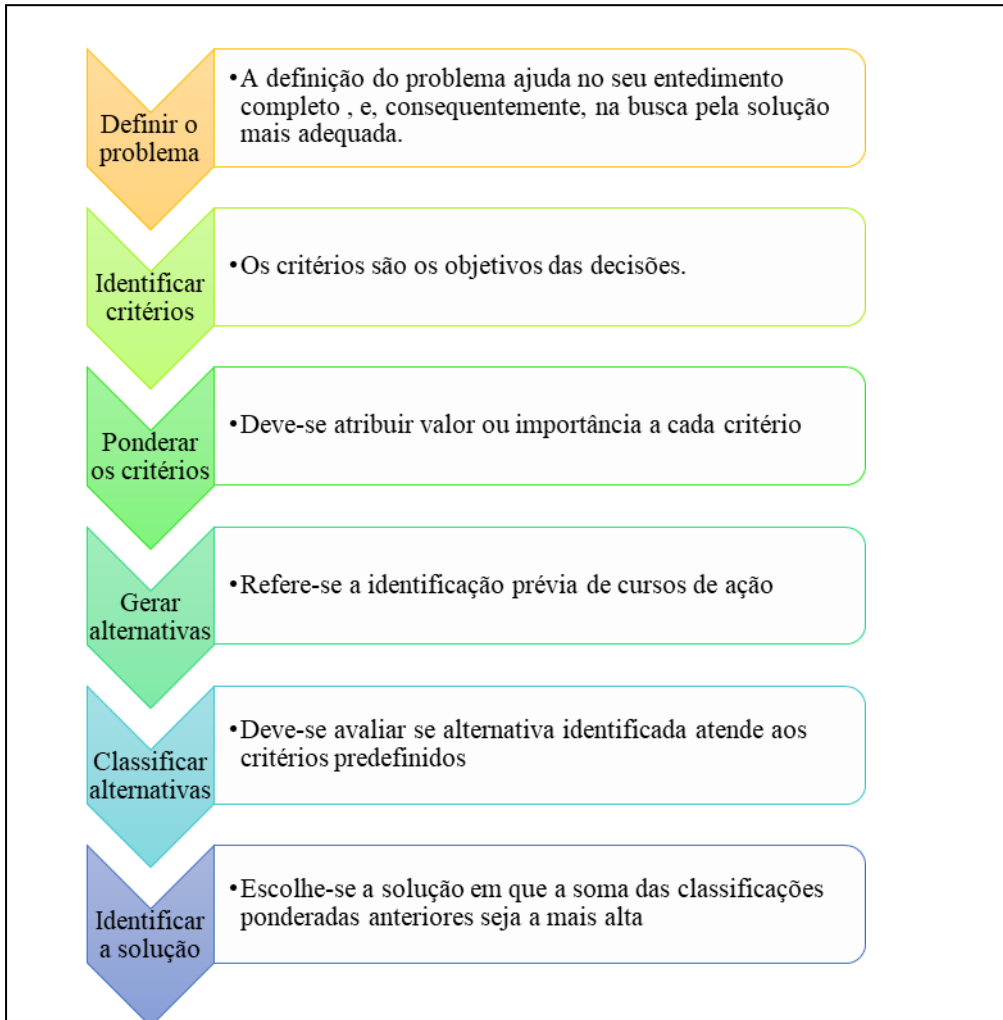 Definir o
problema
•A definição do problema ajuda no seu entedimento
completo , e, consequentemente, na busca pela solução
mais adequada.
Identificar
critérios
•Os critérios são os objetivos das decisões.
Ponderar
os critérios
•Deve-se atribuir valor ou importância a cada critério
Gerar
alternativas
•Refere-se a identificação prévia de cursos de ação
Classificar
alternativas
•Deve-se avaliar se alternativa identificada atende aos
critérios predefinidos
Identificar
a solução
•Escolhe-se a solução em que a soma das classificações
ponderadas anteriores seja a mais alta